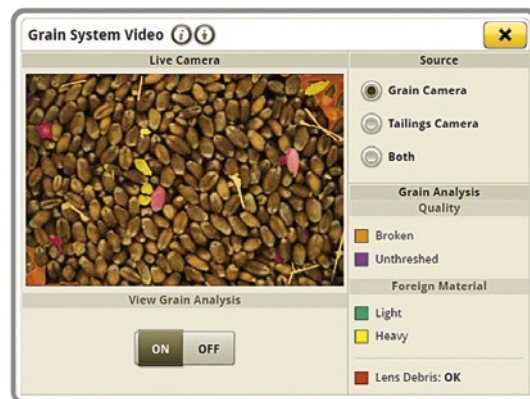 Grain System Video
Live Camera
Source
Grain Camera
Tailings Camera
Both
Grain Analysis
Quality
Broken
Unthreshed
Foreign Material
Light
Heavy
Lens Debris: OK
View Grain Analysis
ON OFF